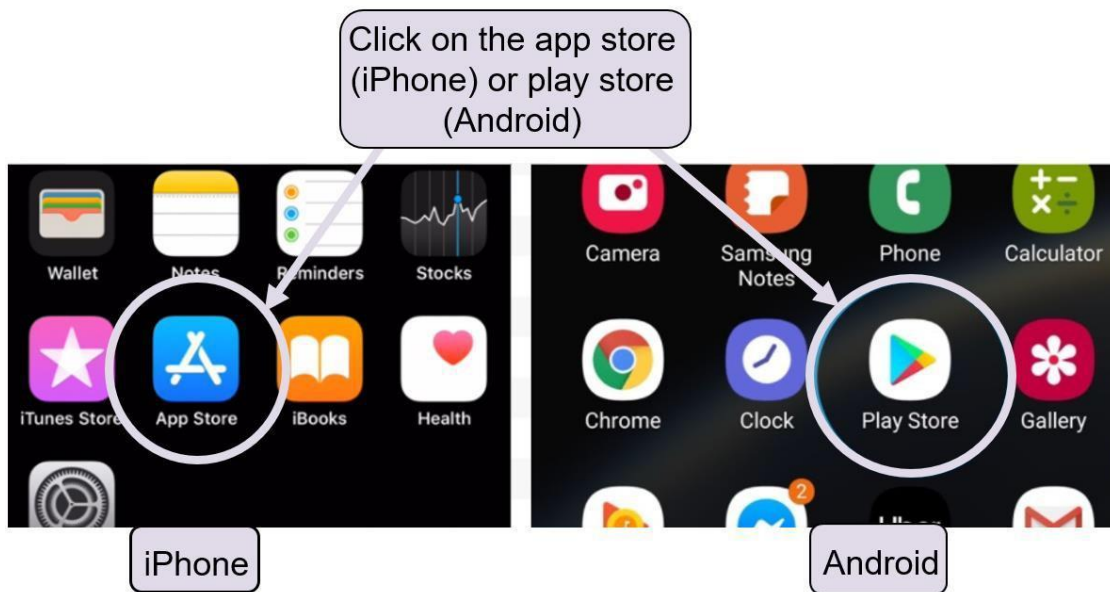 Click on the app store
(iPhone) or play store
(Android)
Wallet
Notes
Reminders
Stocks
iTunes Store
App Store
iBooks
Health
iPhone
Camera
Samsung
Notes
Phone
Calculator
Chrome
Clock
Play Store
Gallery
2
Uber
Android